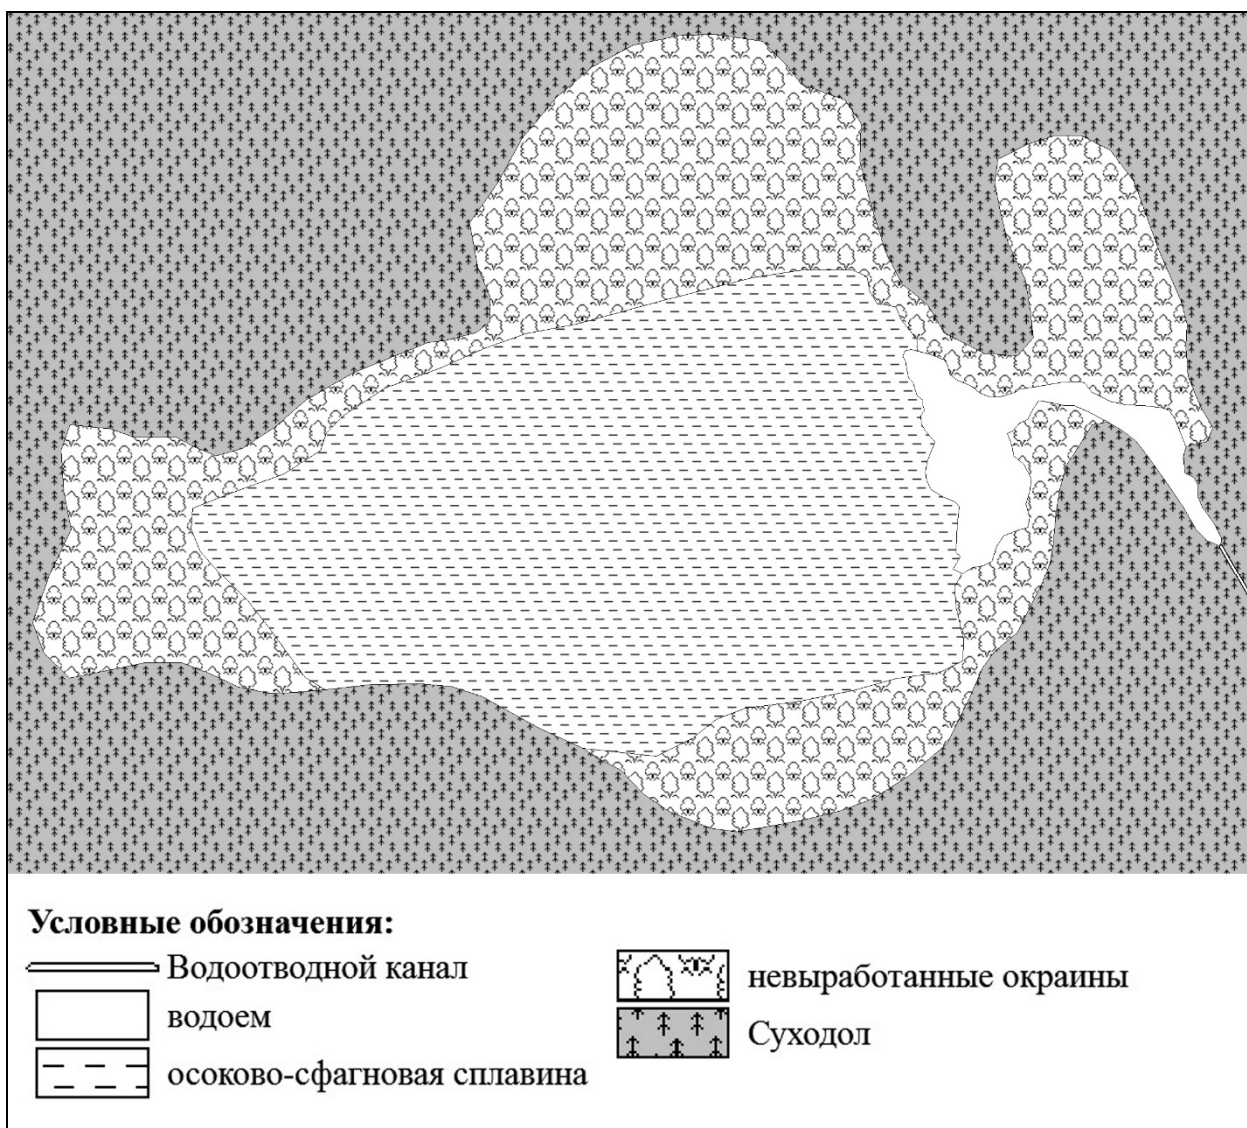 Условные обозначения:
Водоотводной канал
водоем
осоково-сфагновая сплавина
невыработанные окраины
Суходол